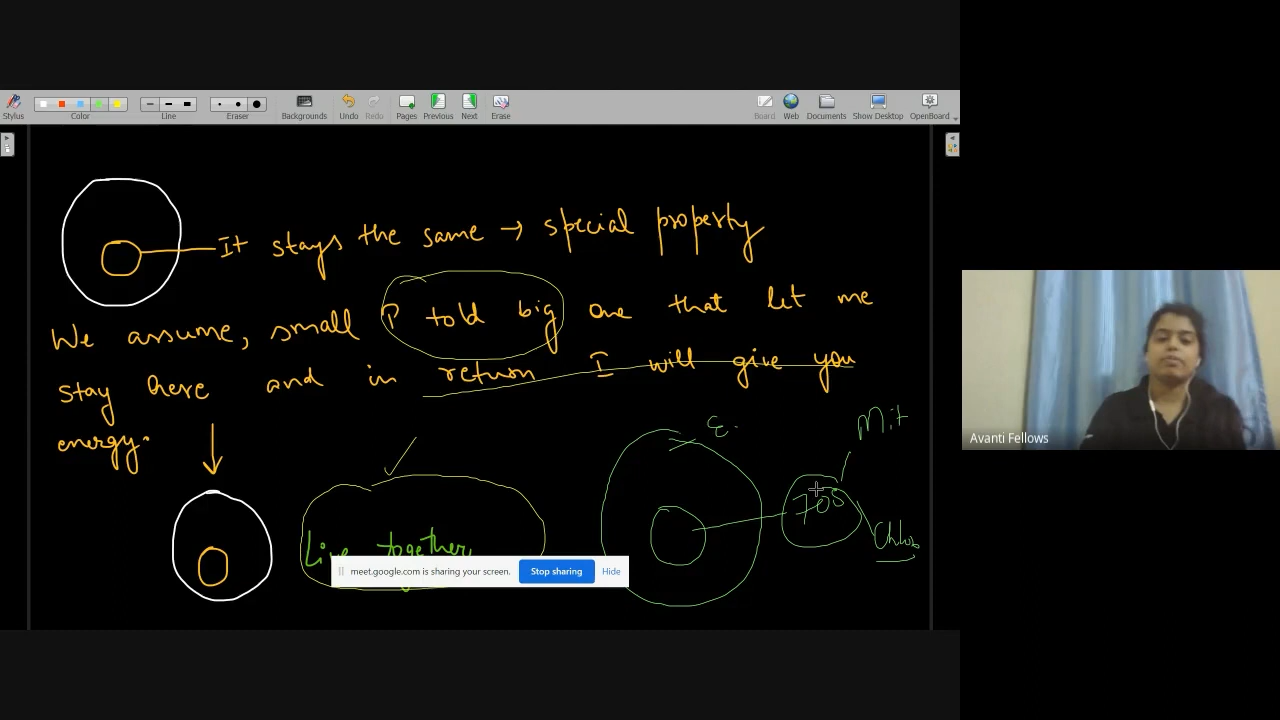 Stylus
Color
Line
Eraser
Backgrounds
Undo
Redo
Pages
Previous
Next
Erase
Board
Web
Documents
Show Desktop
OpenBoard
It stays the same → special property
We assume, small told big one that let me
stay here and in return I will give you
energy.
Mit
70S
Live together
meet.google.com is sharing your screen.
Stop sharing
Hide
Avanti Fellows